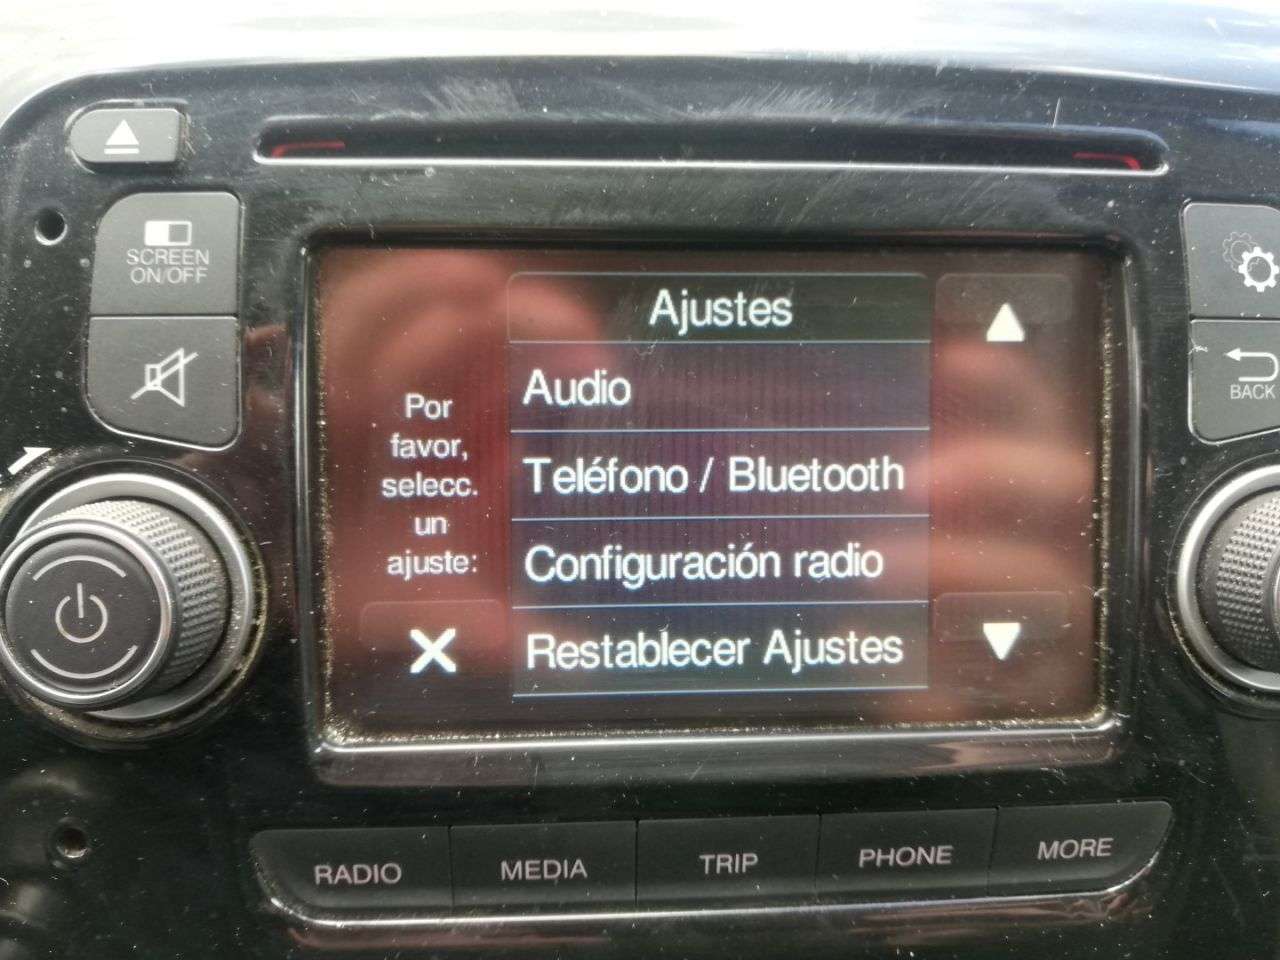 SCREEN
ON/OFF
Ajustes
Audio
Teléfono / Bluetooth
Configuración radio
Restablecer Ajustes
Por
favor,
selecc.
un
ajuste:
BACK
RADIO
MEDIA
TRIP
PHONE
MORE